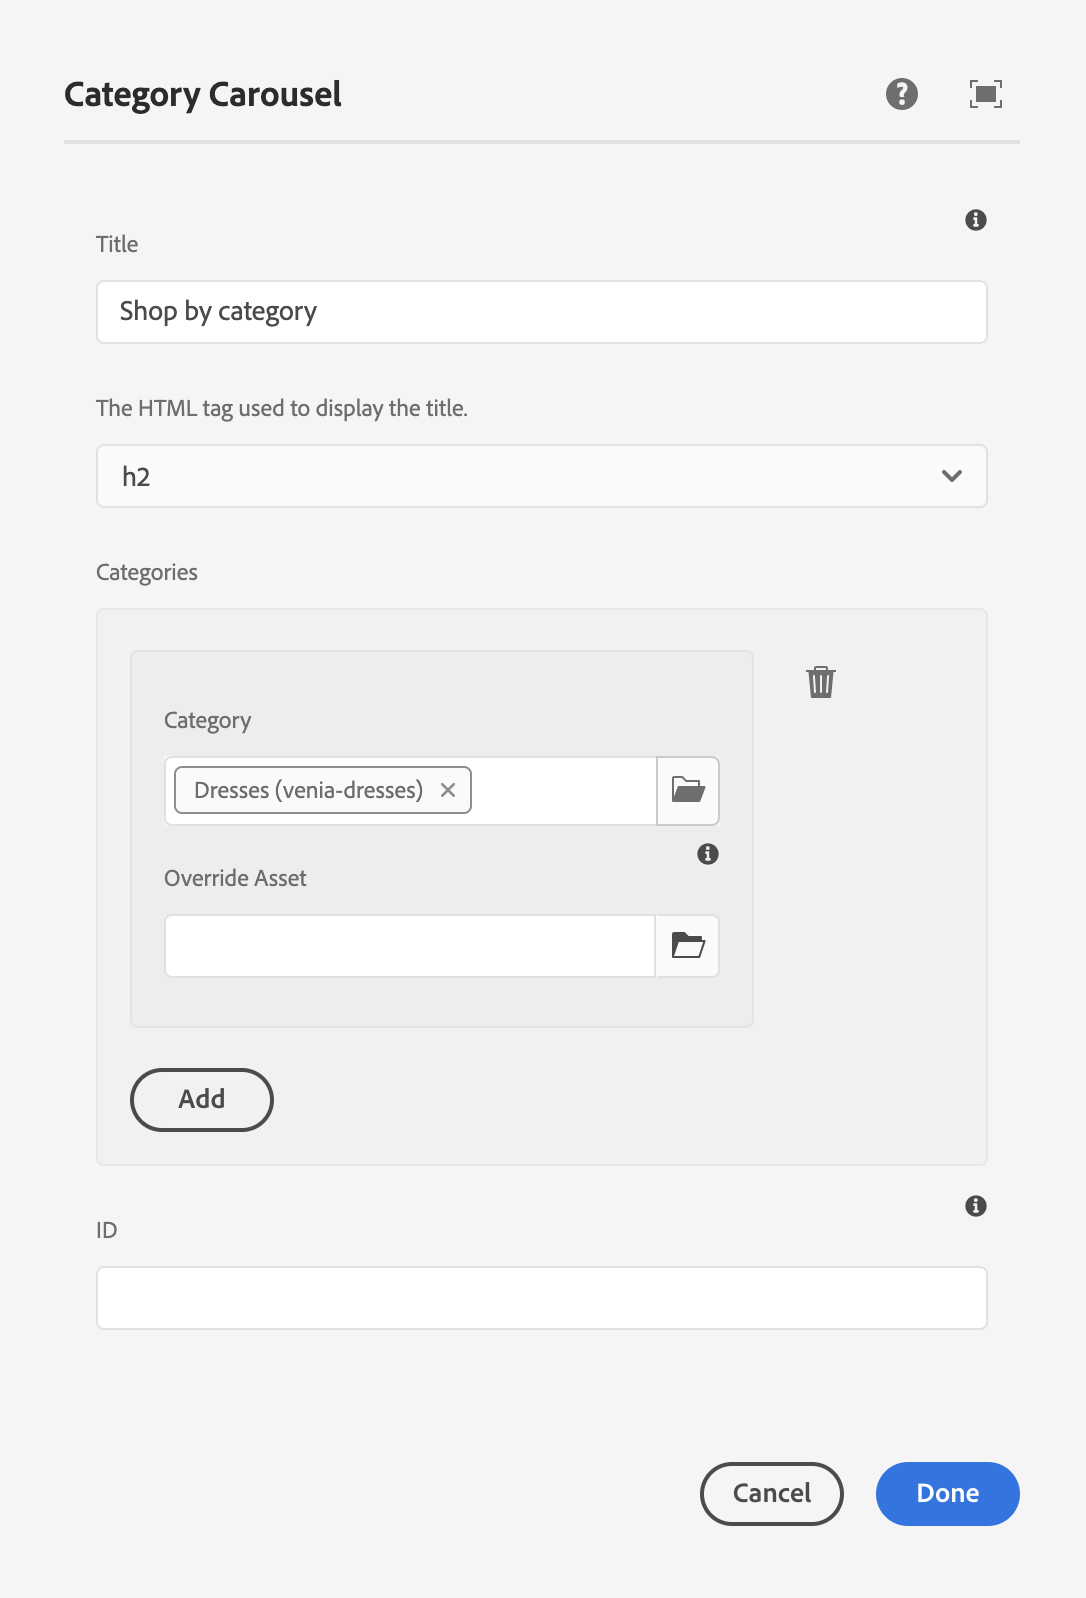 Category Carousel
Title
Shop by category
The HTML tag used to display the title.
h2
Categories
Category
Dresses (venia-dresses)
Override Asset
Add
ID
Cancel
Done